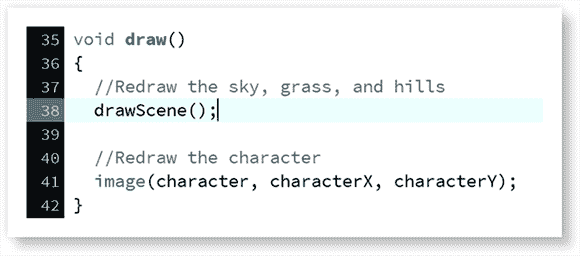 35 void draw()
36 {
37 //Redraw the sky, grass, and hills
38 drawScene();
39
40 //Redraw the character
41 image(character, characterX, characterY);
42 }